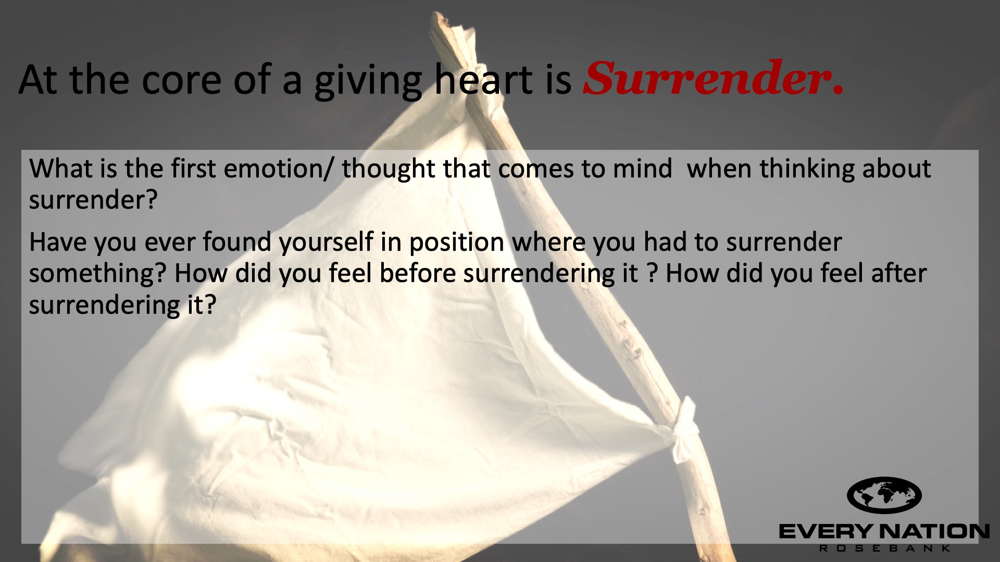 At the core of a giving heart is Surrender.
What is the first emotion/ thought that comes to mind  when thinking about
surrender?
Have you ever found yourself in position where you had to surrender
something? How did you feel before surrendering it ? How did you feel after
surrendering it?
EVERY NATION
ROSEBANK